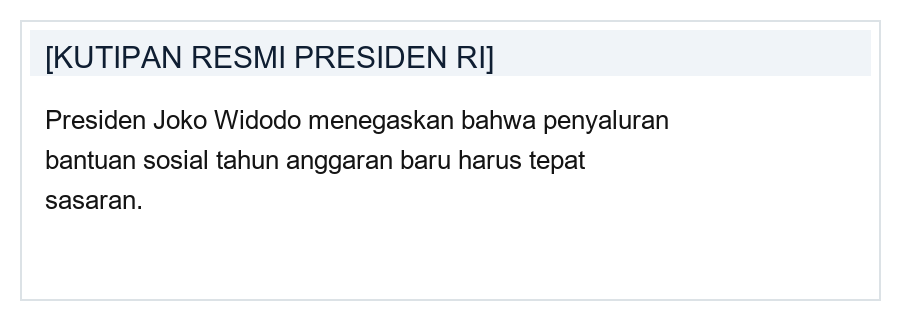 [KUTIPAN RESMI PRESIDEN RI]
Presiden Joko Widodo menegaskan bahwa penyaluran
bantuan sosial tahun anggaran baru harus tepat
sasaran.